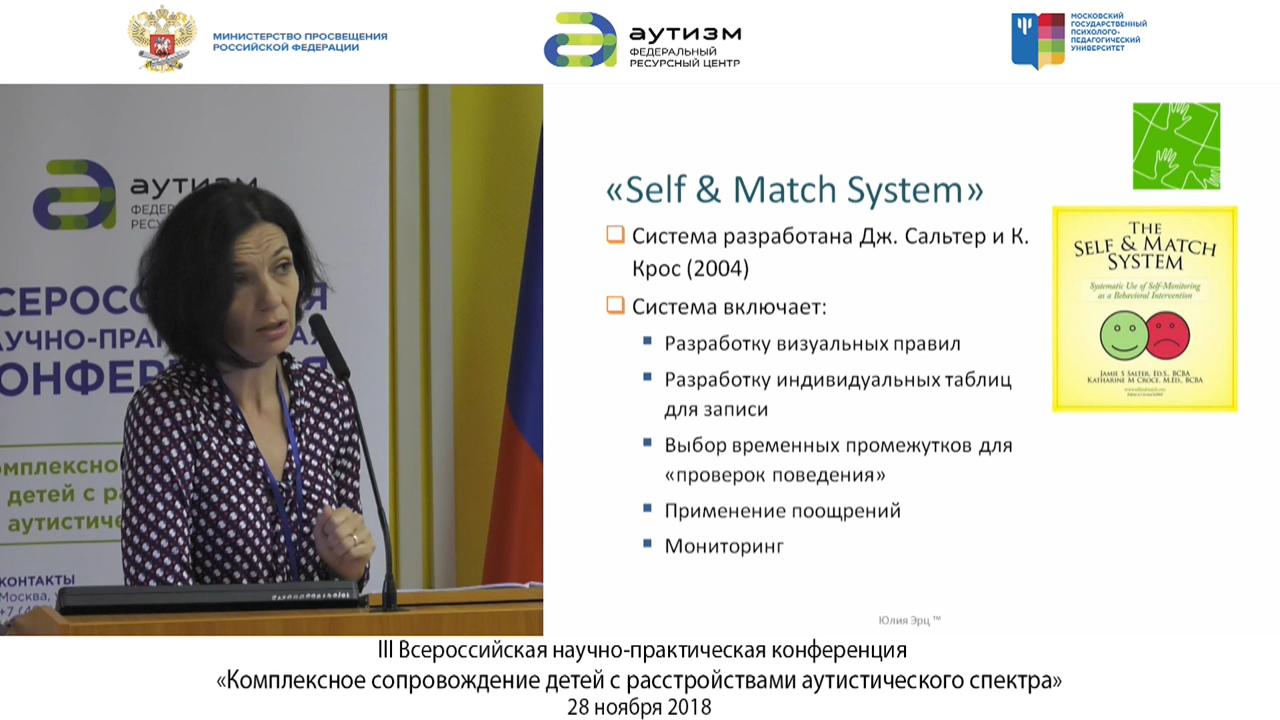 МИНИСТЕРСТВО ПРОСВЕЩЕНИЯ
РОССИЙСКОЙ ФЕДЕРАЦИИ
аутизм
ФЕДЕРАЛЬНЫЙ
РЕСУРСНЫЙ ЦЕНТР
МОСКОВСКИЙ
ГОСУДАРСТВЕННЫЙ
ПСИХОЛОГО-
ПЕДАГОГИЧЕСКИЙ
УНИВЕРСИТЕТ
аутизм
КОНТАКТЫ
Москва,
«Self & Match System»
Система разработана Дж. Сальтер и К.
Крос (2004)
Система включает:
Разработку визуальных правил
Разработку индивидуальных таблиц
для записи
Выбор временных промежутков для
«проверок поведения»
Применение поощрений
Мониторинг
THE
SELF & MATCH
SYSTEM
Systematic Use of Self-Monitoring
as a Behavioral Intervention
JAMIE S SALTER, ED.S., BCBA
KATHARINE M CROCE, M.ED., BCBA
Юлия Эрц ™
III Всероссийская научно-практическая конференция
«Комплексное сопровождение детей с расстройствами аутистического спектра»
28 ноября 2018